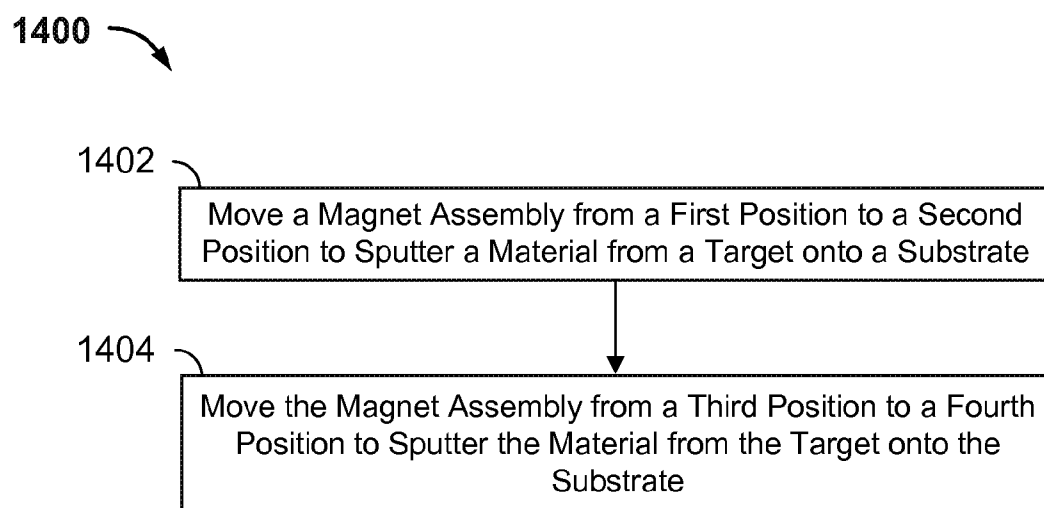 1400
1402
Move a Magnet Assembly from a First Position to a Second
Position to Sputter a Material from a Target onto a Substrate
1404
Move the Magnet Assembly from a Third Position to a Fourth
Position to Sputter the Material from the Target onto the
Substrate